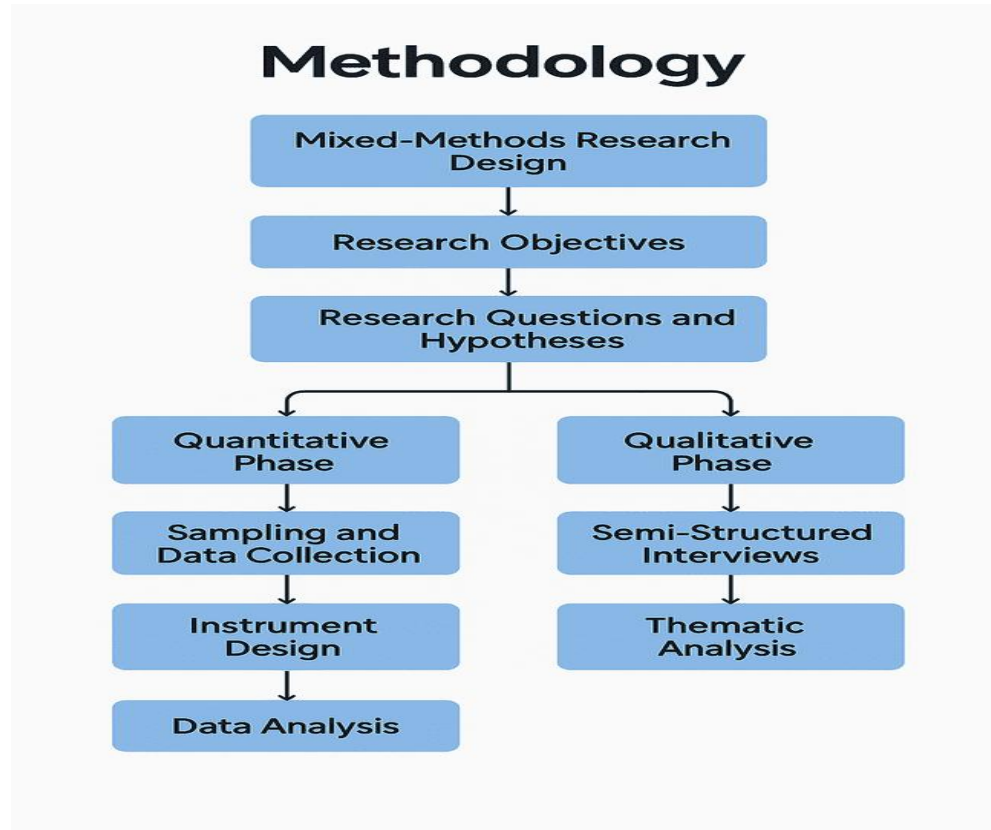 Methodology
Mixed-Methods Research
Design
Research Objectives
Research Questions and
Hypotheses
Quantitative
Phase
Sampling and
Data Collection
Instrument
Design
Data Analysis
Qualitative
Phase
Semi-Structured
Interviews
Thematic
Analysis